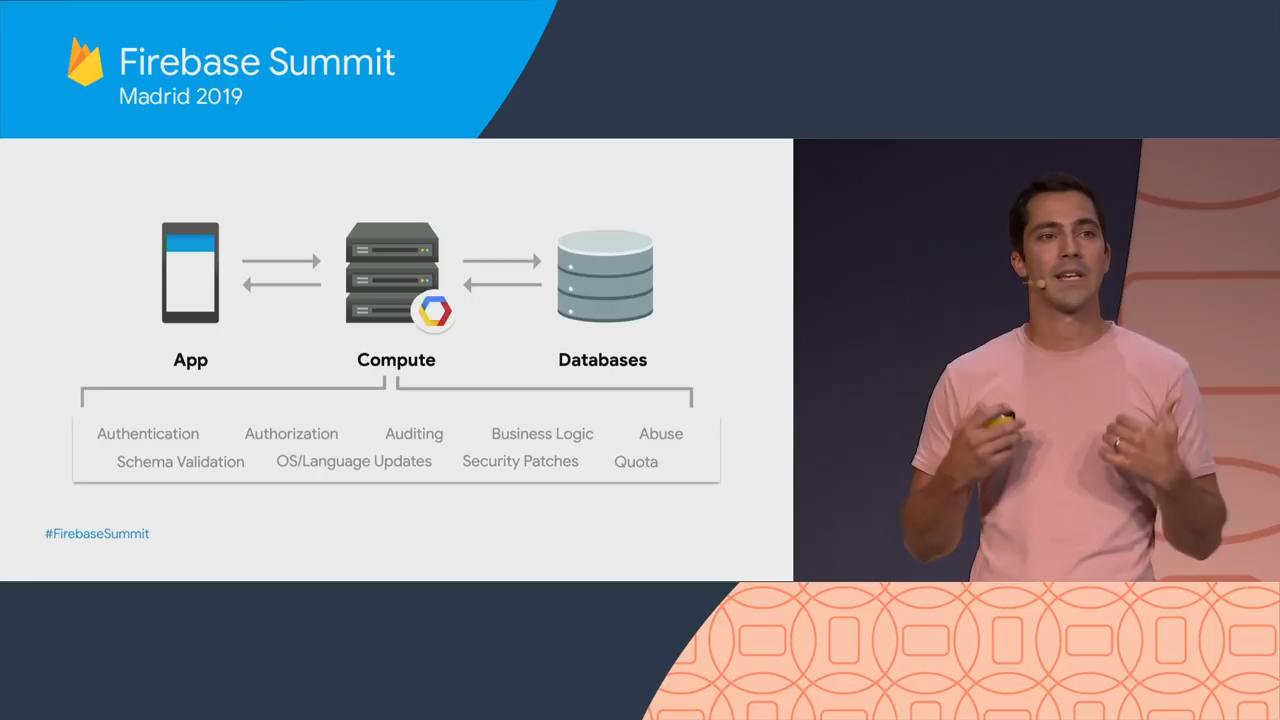 Firebase Summit
Madrid 2019
App Compute Databases
Authentication Authorization Auditing Business Logic Abuse
Schema Validation OS/Language Updates Security Patches Quota
#FirebaseSummit